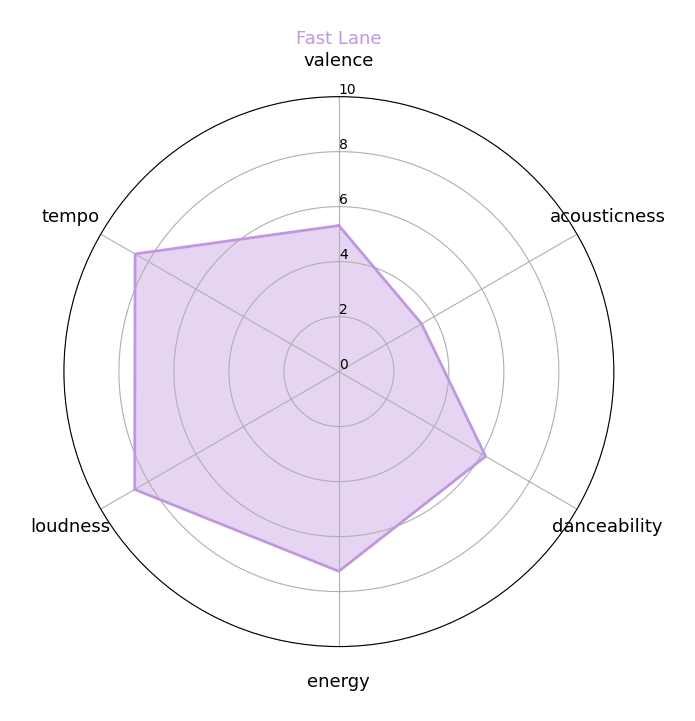 Fast Lane
valence
10
8
tempo
6
acousticness
4
2
0
loudness
danceability
energy